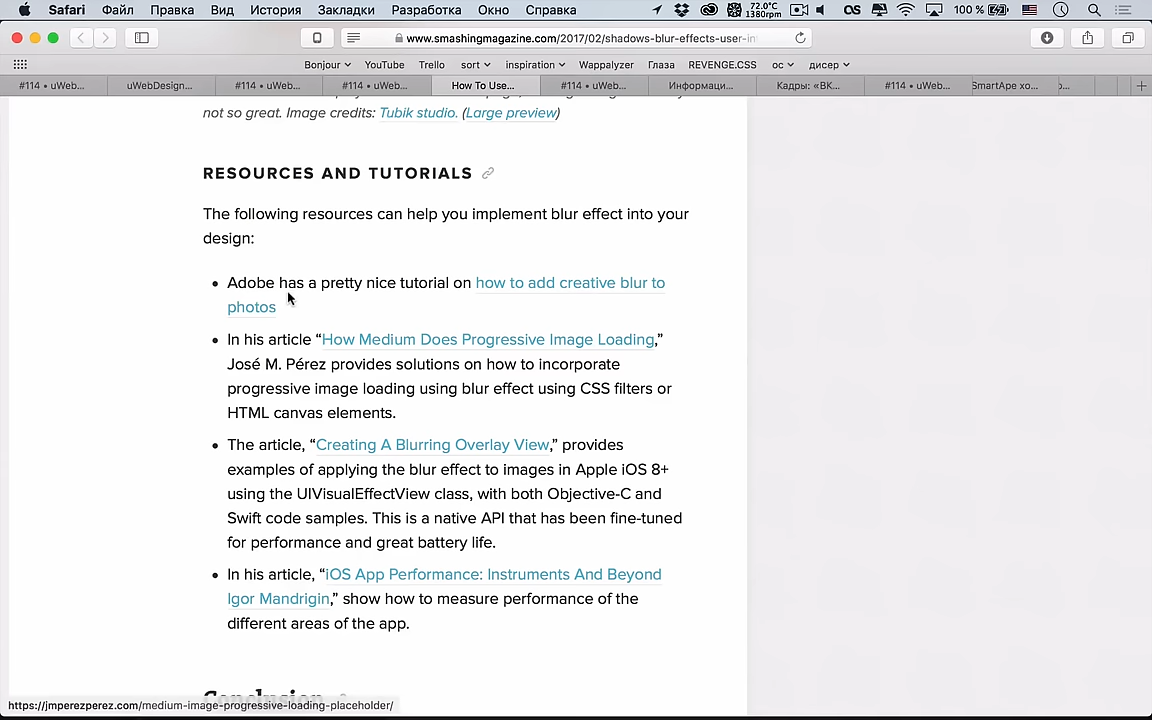 Safari Файл Правка Вид История Закладки Разработка Окно Справка 72.0°C 1380rpm 100 %
www.smashingmagazine.com/2017/02/shadows-blur-effects-user-in
Bonjour YouTube Trello sort inspiration Wappalyzer Глаза REVENGE.CSS ос дисер
#114 • uWeb... uWebDesign... #114 • uWeb... #114 • uWeb... How To Use... #114 • uWeb... Информаци... Кадры: «ВК... #114 • uWeb... SmartApe хо...
not so great. Image credits: Tubik studio. (Large preview)
RESOURCES AND TUTORIALS
The following resources can help you implement blur effect into your
design:
• Adobe has a pretty nice tutorial on how to add creative blur to
photos
• In his article “How Medium Does Progressive Image Loading,”
José M. Pérez provides solutions on how to incorporate
progressive image loading using blur effect using CSS filters or
HTML canvas elements.
• The article, “Creating A Blurring Overlay View,” provides
examples of applying the blur effect to images in Apple iOS 8+
using the UIVisualEffectView class, with both Objective-C and
Swift code samples. This is a native API that has been fine-tuned
for performance and great battery life.
• In his article, “iOS App Performance: Instruments And Beyond
Igor Mandrigin,” show how to measure performance of the
different areas of the app.
Conclusion
https://jmperezperez.com/medium-image-progressive-loading-placeholder/